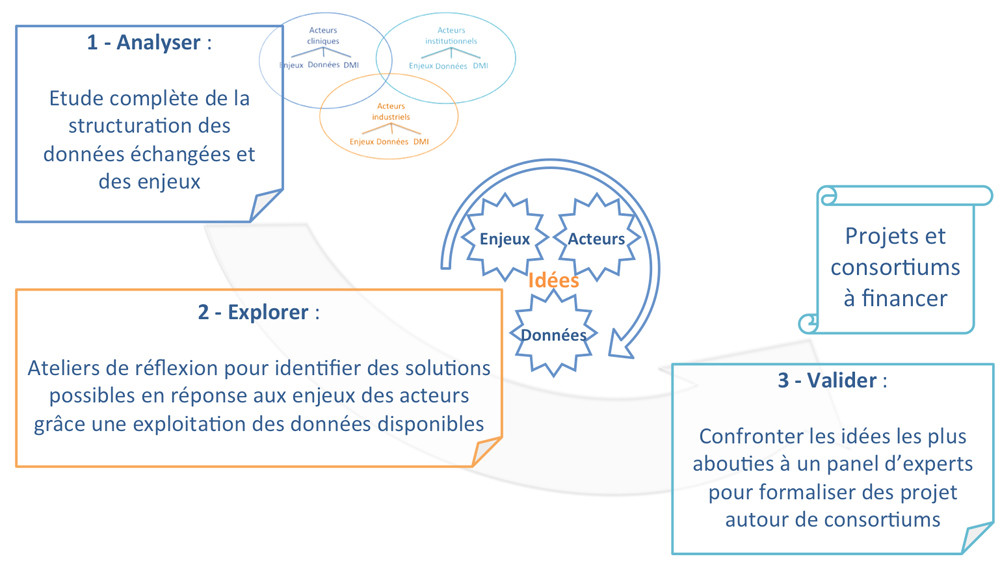 1 - Analyser :
Etude complète de la
structuration des
données échangées et
des enjeux
Acteurs
cliniques
Enjeux Données DMI
Acteurs
institutionnels
Enjeux Données DMI
Acteurs
industriels
Enjeux Données DMI
Enjeux
Acteurs
Idées
Données
2 - Explorer :
Ateliers de réflexion pour identifier des solutions
possibles en réponse aux enjeux des acteurs
grâce une exploitation des données disponibles
Projets et
consortiums
à financer
3 - Valider :
Confronter les idées les plus
abouties à un panel d’experts
pour formaliser des projet
autour de consortiums